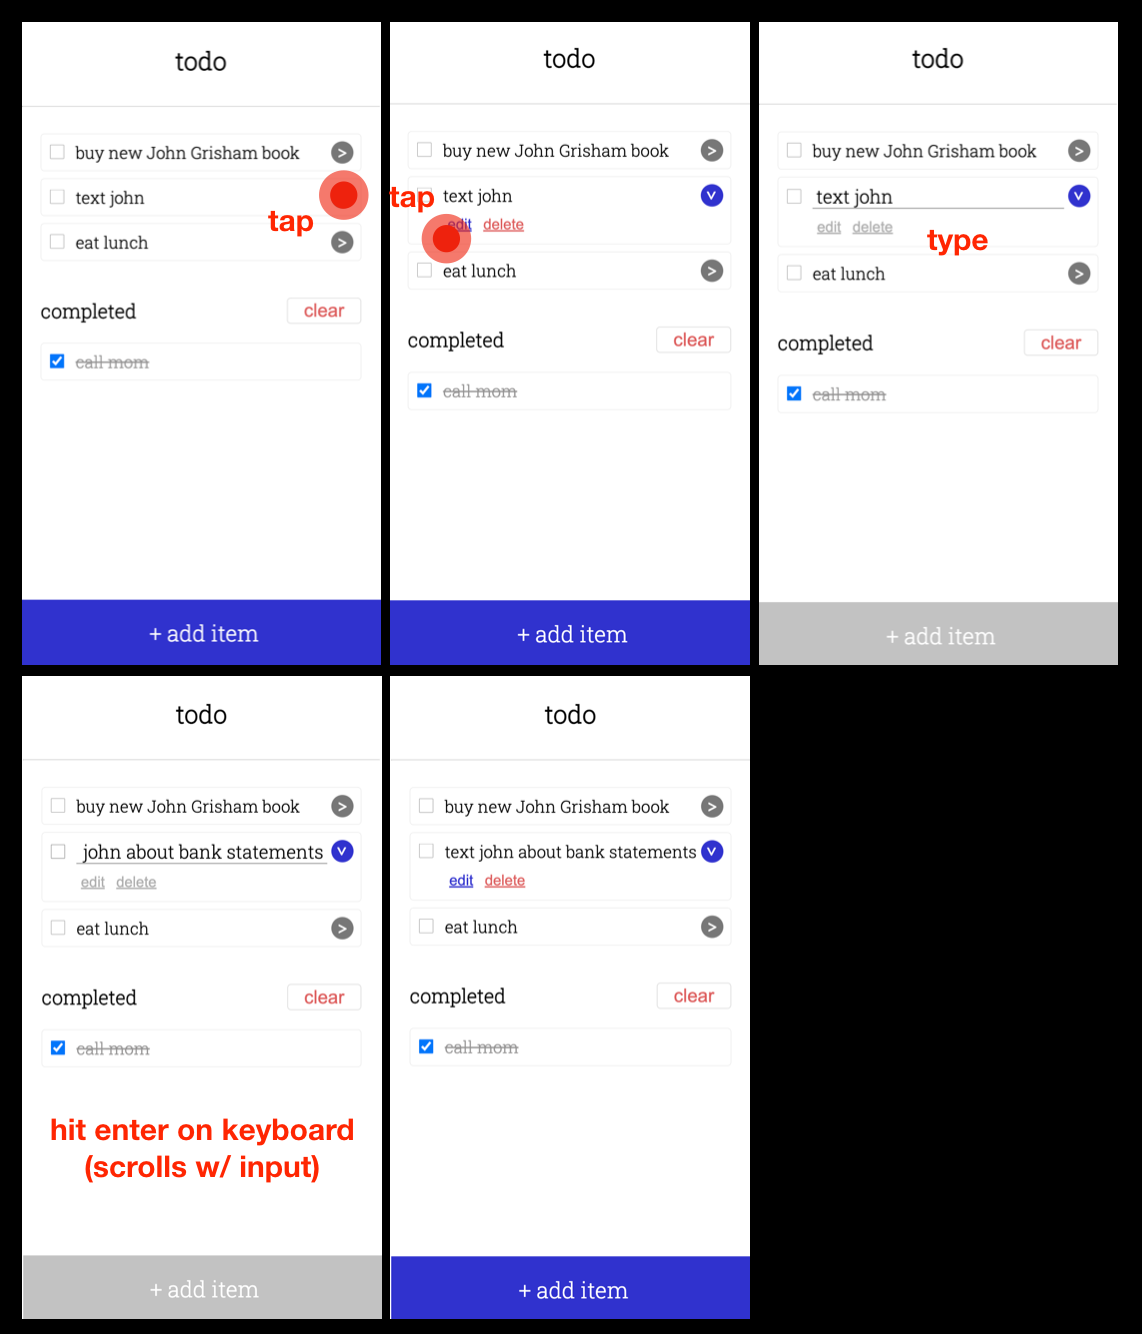 todo
buy new John Grisham book >
text john
tap
eat lunch >
completed clear
call mom
+ add item
todo
buy new John Grisham book >
tap text john v
edit delete
eat lunch >
completed clear
call mom
+ add item
todo
buy new John Grisham book >
text john v
edit delete
type
eat lunch >
completed clear
call mom
+ add item
todo
buy new John Grisham book >
john about bank statements v
edit delete
eat lunch >
completed clear
call mom
hit enter on keyboard
(scrolls w/ input)
+ add item
todo
buy new John Grisham book >
text john about bank statements v
edit delete
eat lunch >
completed clear
call mom
+ add item